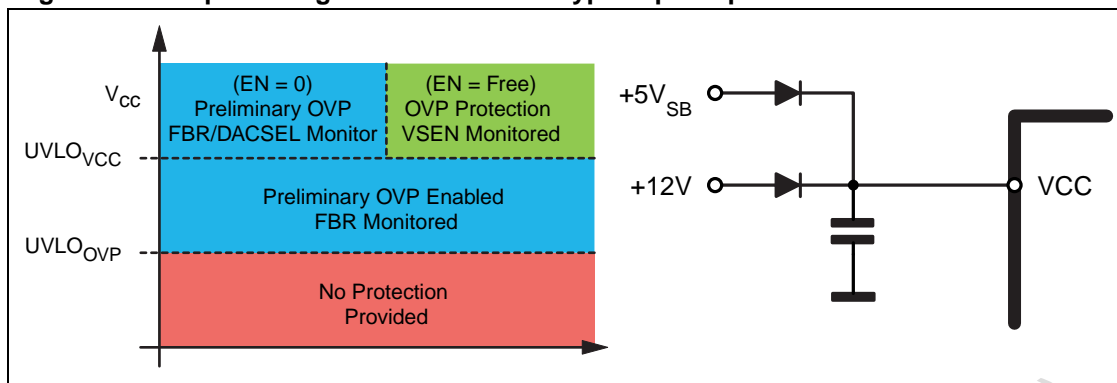 V_CC
(EN = 0)
Preliminary OVP
FBR/DACSEL Monitor
(EN = Free)
OVP Protection
VSEN Monitored
UVLO_VCC
Preliminary OVP Enabled
FBR Monitored
UVLO_OVP
No Protection
Provided
+5V_SB
+12V
VCC